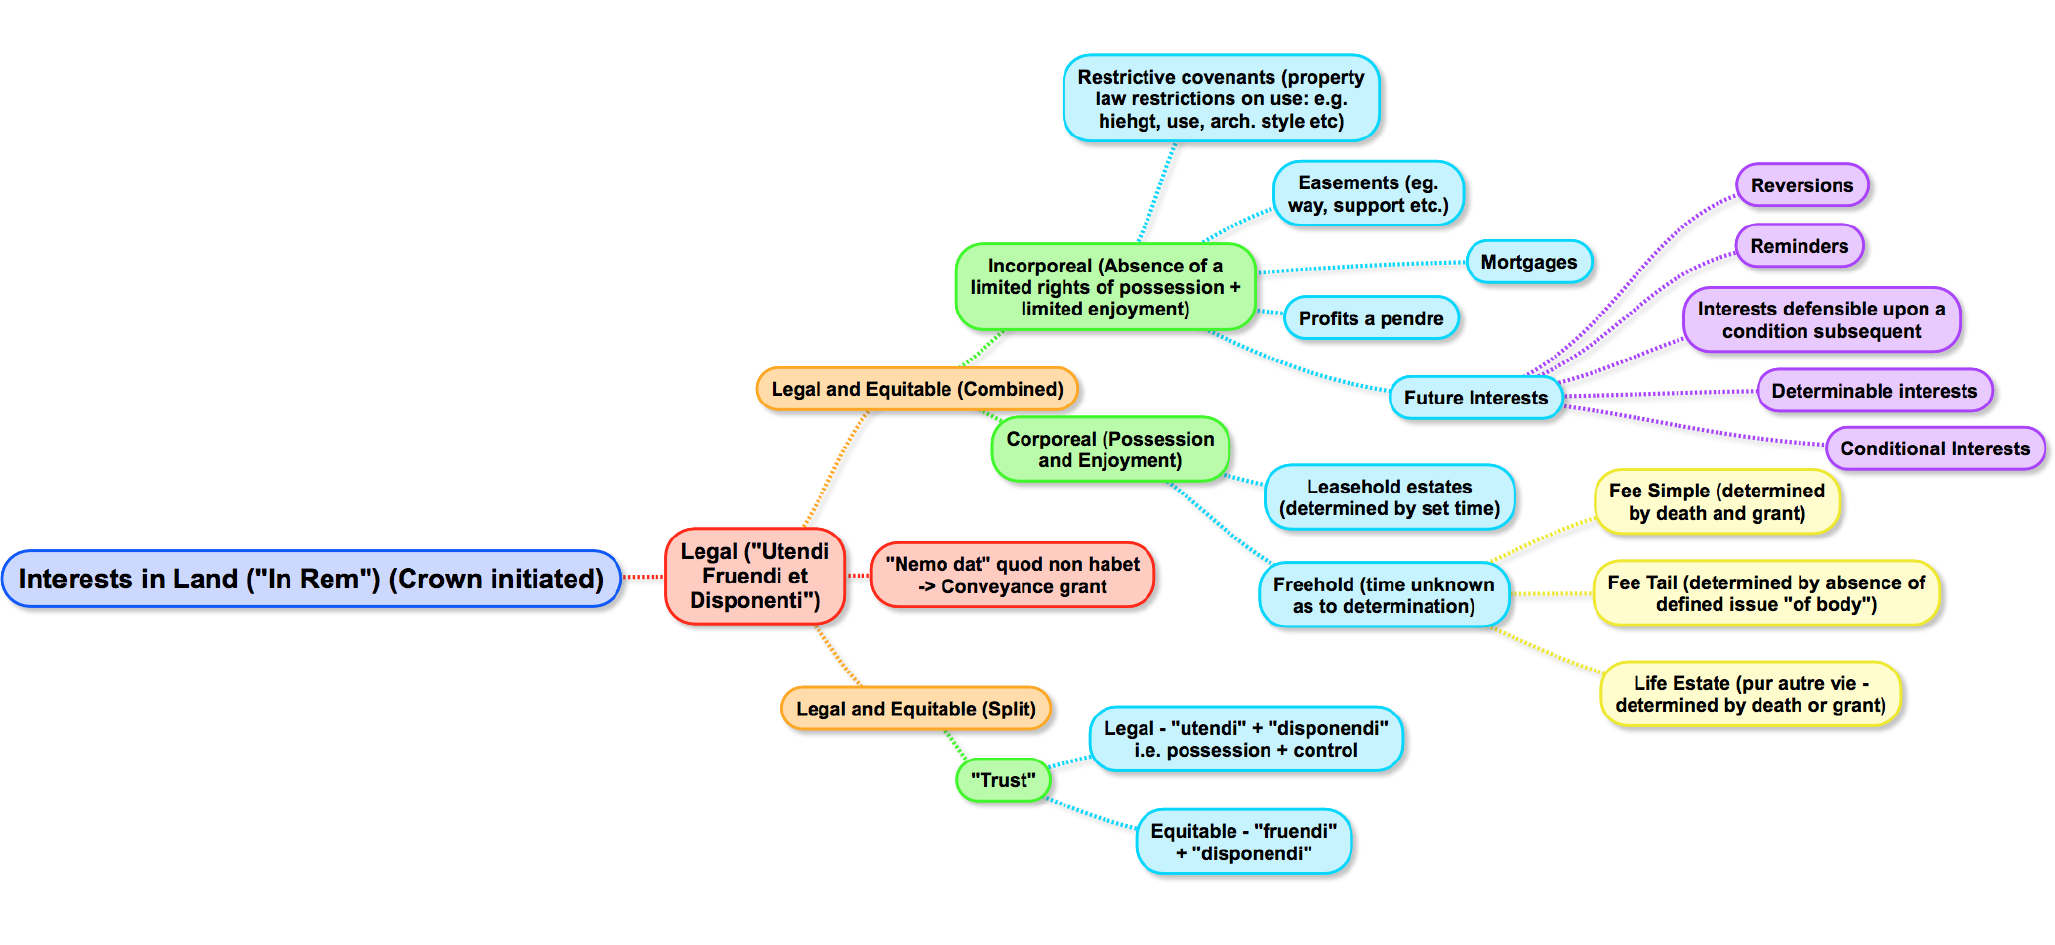 Restrictive covenants (property
law restrictions on use: e.g.
hiehgt, use, arch. style etc)
Easements (eg.
way, support etc.)
Reversions
Reminders
Incorporeal (Absence of a
limited rights of possession +
limited enjoyment)
Mortgages
Profits a pendre
Interests defensible upon a
condition subsequent
Legal and Equitable (Combined)
Future Interests
Determinable interests
Corporeal (Possession
and Enjoyment)
Conditional Interests
Leasehold estates
(determined by set time)
Fee Simple (determined
by death and grant)
Interests in Land ("In Rem") (Crown initiated)
Legal ("Utendi
Fruendi et
Disponenti")
"Nemo dat" quod non habet
-> Conveyance grant
Freehold (time unknown
as to determination)
Fee Tail (determined by absence of
defined issue "of body")
Life Estate (pur autre vie -
determined by death or grant)
Legal and Equitable (Split)
Legal - "utendi" + "disponendi"
i.e. possession + control
"Trust"
Equitable - "fruendi"
+ "disponendi"